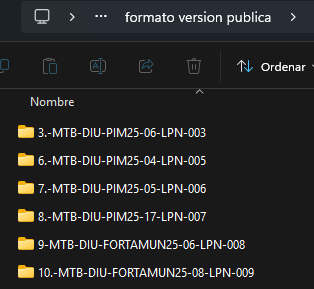 formato version publica
Ordenar
Nombre
3.-MTB-DIU-PIM25-06-LPN-003
6.-MTB-DIU-PIM25-04-LPN-005
7.-MTB-DIU-PIM25-05-LPN-006
8.-MTB-DIU-PIM25-17-LPN-007
9-MTB-DIU-FORTAMUN25-06-LPN-008
10.-MTB-DIU-FORTAMUN25-08-LPN-009